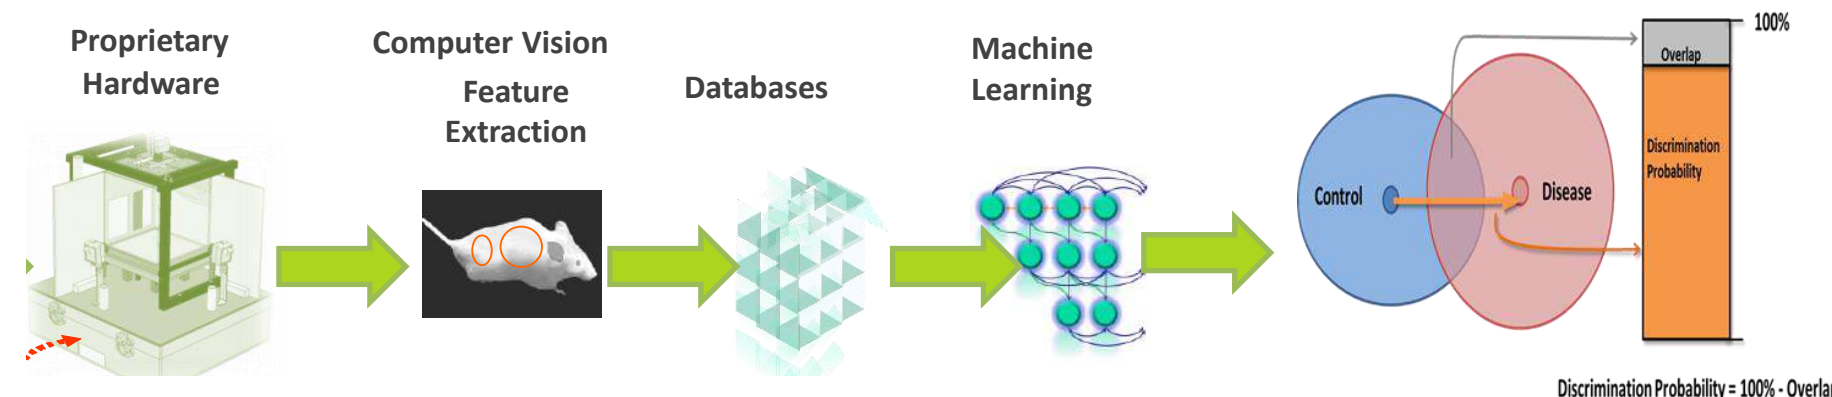 Proprietary
Hardware
Computer Vision
Feature
Extraction
Databases
Machine
Learning
Control
Disease
100%
Overlap
Discrimination
Probability
Discrimination Probability = 100% - Overla